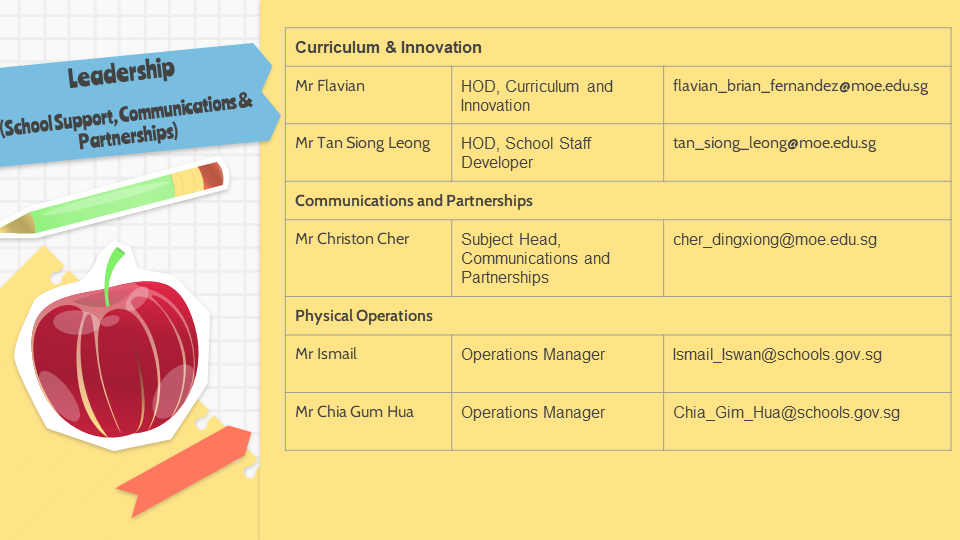 Leadership
(School Support, Communications &
Partnerships)
Curriculum & Innovation
Mr Flavian
HOD, Curriculum and
Innovation
flavian_brian_fernandez@moe.edu.sg
Mr Tan Siong Leong
HOD, School Staff
Developer
tan_siong_leong@moe.edu.sg
Communications and Partnerships
Mr Christon Cher
Subject Head,
Communications and
Partnerships
cher_dingxiong@moe.edu.sg
Physical Operations
Mr Ismail
Operations Manager
Ismail_Iswan@schools.gov.sg
Mr Chia Gum Hua
Operations Manager
Chia_Gim_Hua@schools.gov.sg